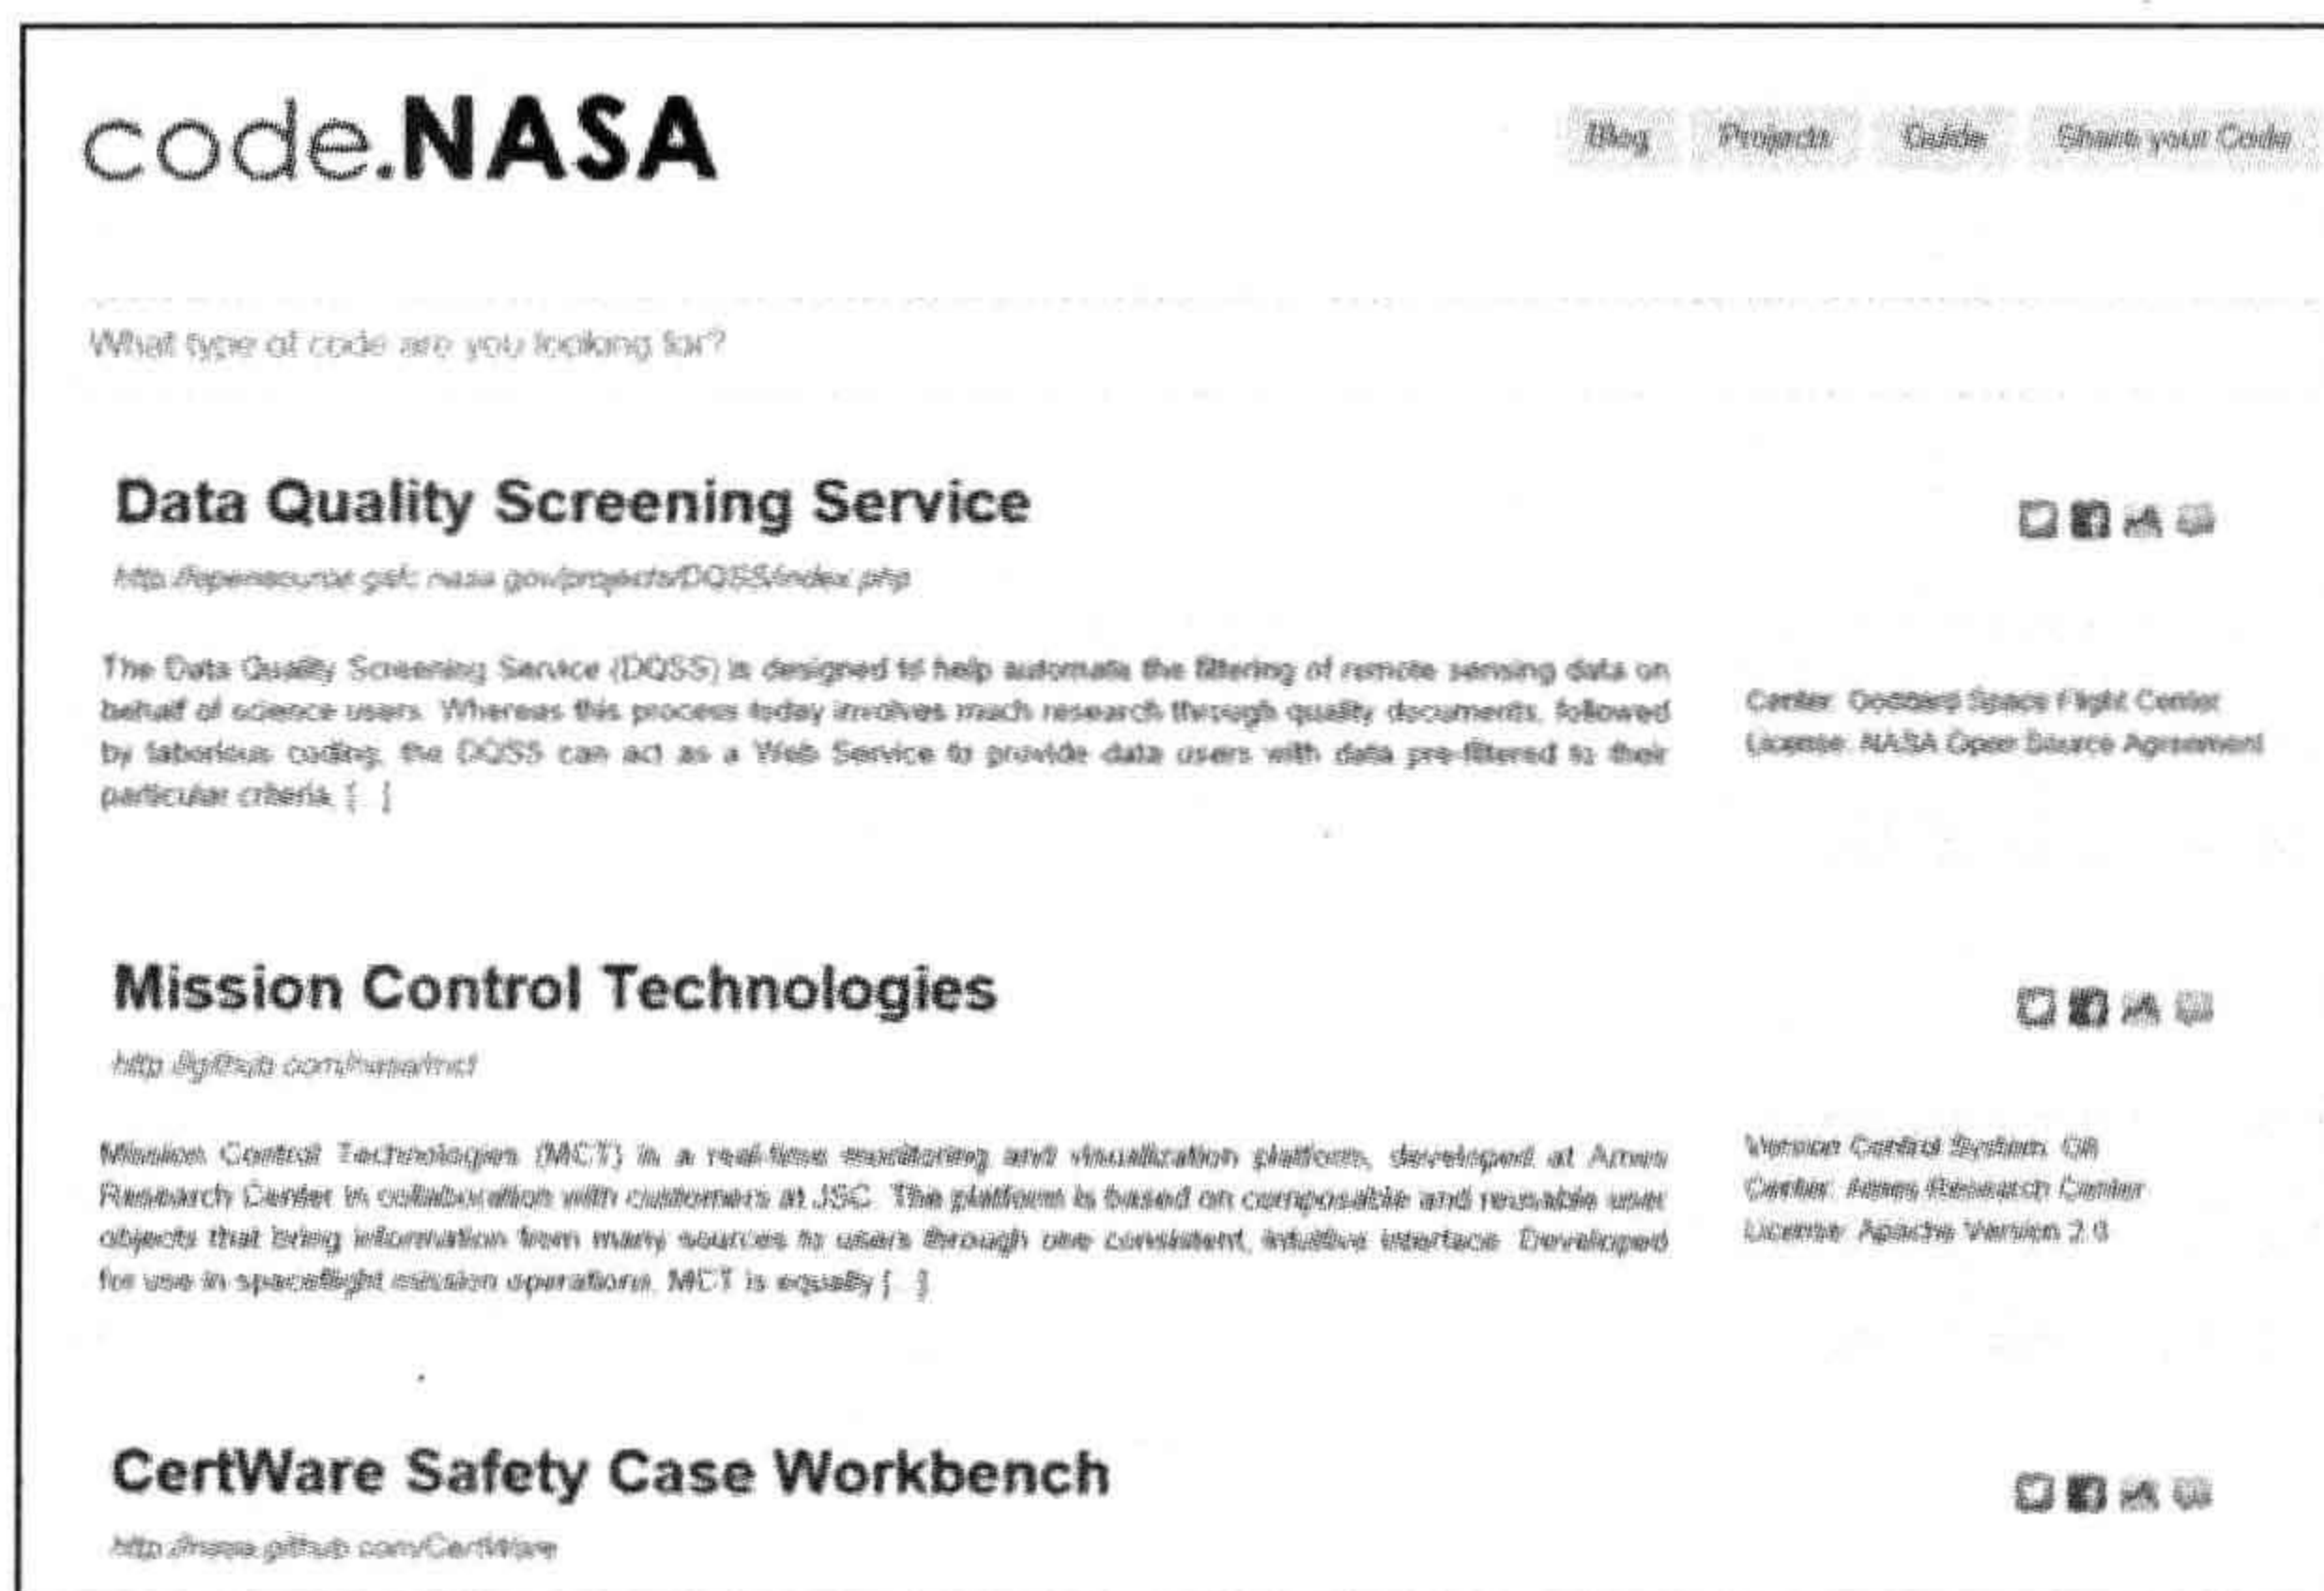 code.NASA
Blog Projects Guide Share your Code
What type of code are you looking for?
Data Quality Screening Service
http://opensource.gsfc.nasa.gov/projects/DQSS/index.php
The Data Quality Screening Service (DQSS) is designed to help automate the filtering of remote sensing data on
behalf of science users. Whereas this process today involves much research through quality documents, followed
by laborious coding, the DQSS can act as a Web Service to provide data users with data pre-filtered to their
particular criteria. [...]
Center: Goddard Space Flight Center
License: NASA Open Source Agreement
Mission Control Technologies
http://github.com/nasa/mct
Mission Control Technologies (MCT) is a real-time monitoring and visualization platform, developed at Ames
Research Center in collaboration with customers at JSC. The platform is based on composable and reusable user
objects that bring information from many sources to users through one consistent, intuitive interface. Developed
for use in spaceflight mission operations, MCT is equally [...]
Version Control System: Git
Center: Ames Research Center
License: Apache Version 2.0
CertWare Safety Case Workbench
http://nasa.github.com/CertWare